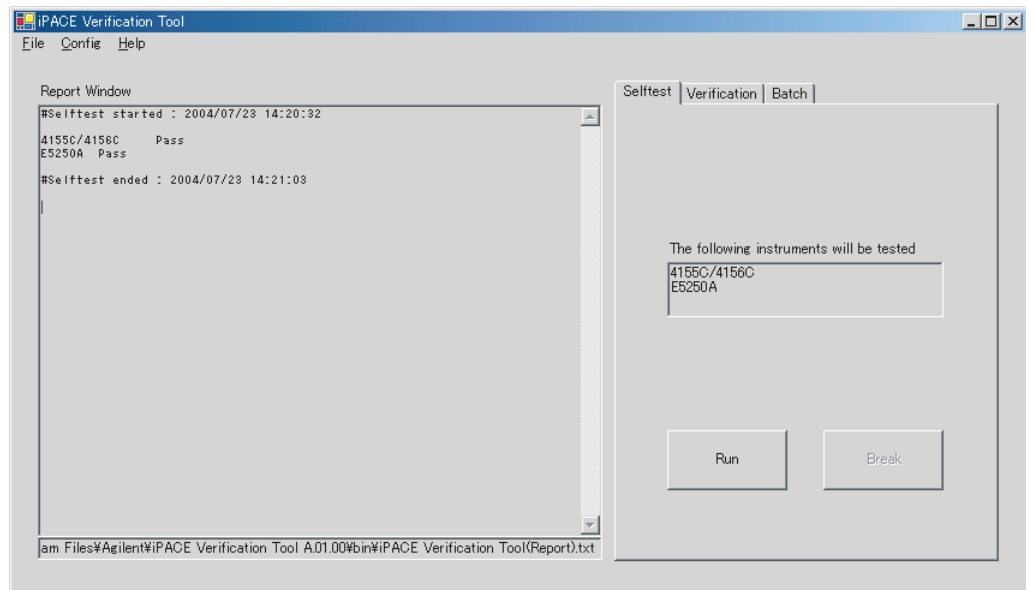 iPACE Verification Tool
File Config Help
Report Window
#Selftest started : 2004/07/23 14:20:32
4155C/4156C Pass
E5250A Pass
#Selftest ended : 2004/07/23 14:21:03
am Files¥Agilent¥iPACE Verification Tool A.01.00¥bin¥iPACE Verification Tool(Report).txt
Selftest Verification Batch
The following instruments will be tested
4155C/4156C
E5250A
Run Break